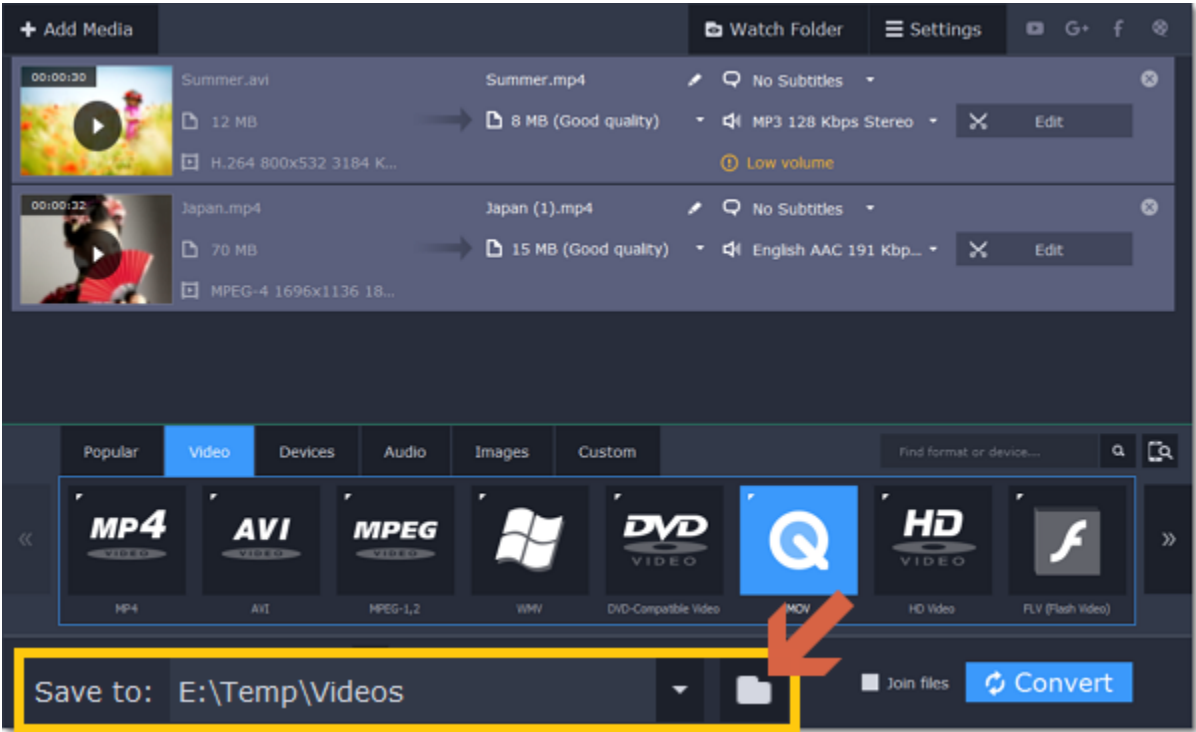 Add Media
Watch Folder
Settings
G+
f
00:00:30
Summer.avi
Summer.mp4
No Subtitles
12 MB
8 MB (Good quality)
MP3 128 Kbps Stereo
Edit
H.264 800x532 3184 K...
Low volume
00:00:32
Japan.mp4
Japan (1).mp4
No Subtitles
70 MB
15 MB (Good quality)
English AAC 191 Kbp...
Edit
MPEG-4 1696x1136 18...
Popular
Video
Devices
Audio
Images
Custom
Find format or device....
«
MP4
VIDEO
AVI
VIDEO
MPEG
VIDEO
DVD
VIDEO
HD
VIDEO
f
»
MP4
AVI
MPEG-1,2
WMV
DVD-Compatible Video
MOV
HD Video
FLV (Flash Video)
Save to:
E:\Temp\Videos
Join files
Convert